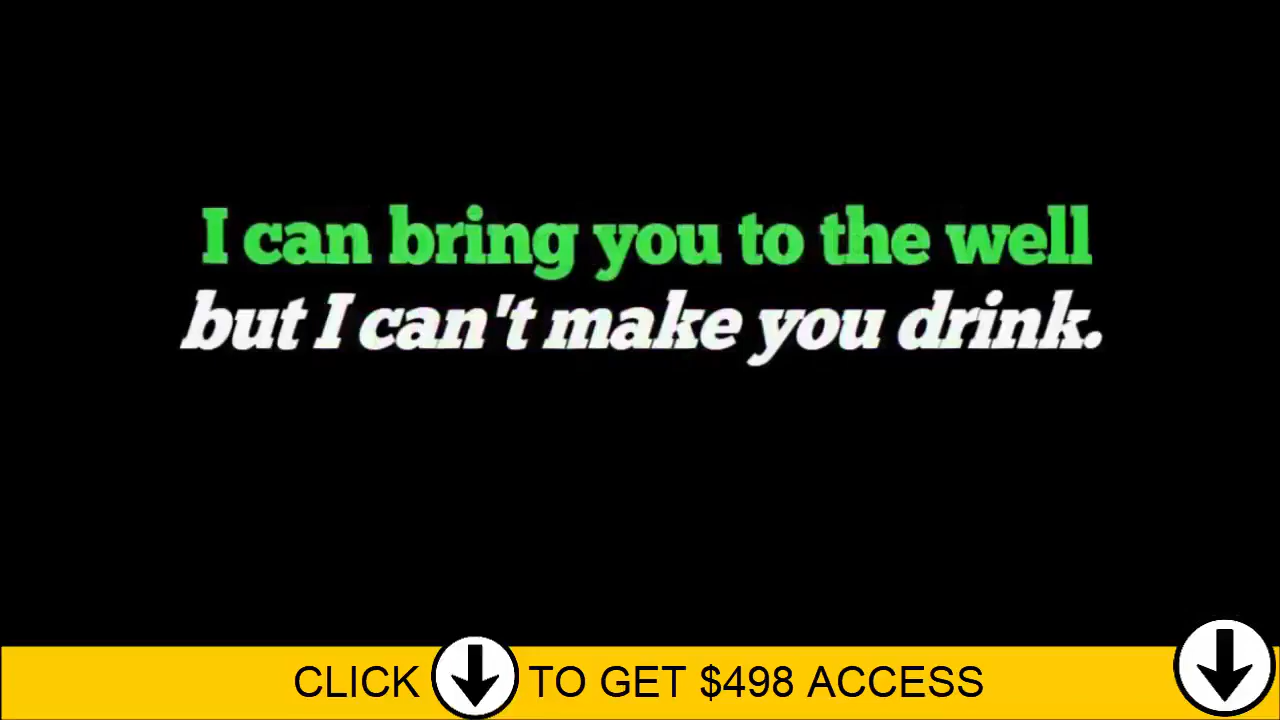 I can bring you to the well
but I can't make you drink.
CLICK TO GET $498 ACCESS